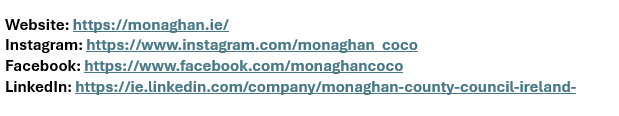 Website: https://monaghan.ie/
Instagram: https://www.instagram.com/monaghan_coco
Facebook: https://www.facebook.com/monaghancoco
LinkedIn: https://ie.linkedin.com/company/monaghan-county-council-ireland-